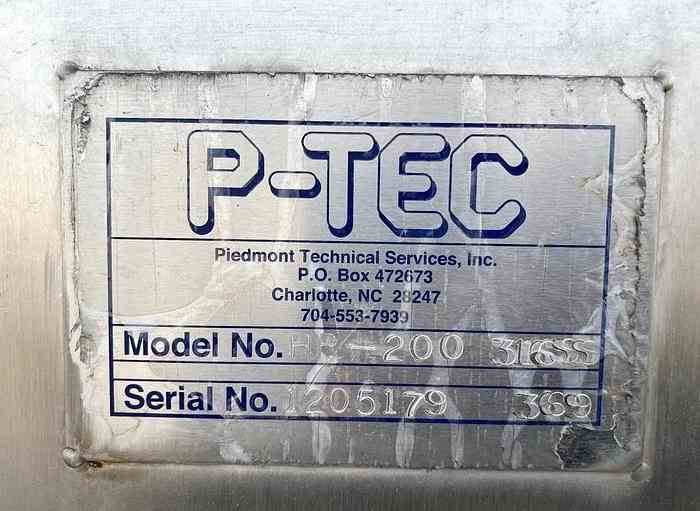 P-TEC
Piedmont Technical Services, Inc.
P.O. Box 472673
Charlotte, NC 28247
704-553-7939
Model No. -200 316SS
Serial No. 1205179 369